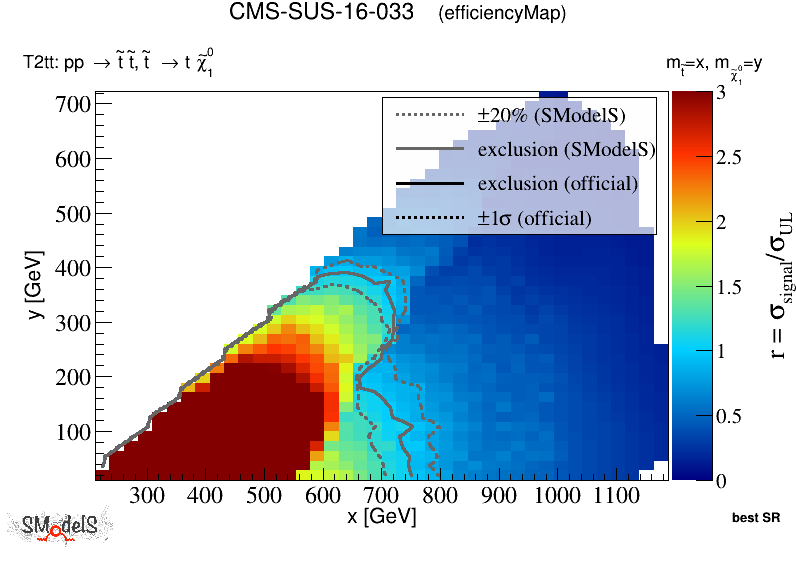 CMS-SUS-16-033 (efficiencyMap)
T2tt: pp → t̃ t̃, t̃ → t χ̃₁⁰
m_t̃=x, m_χ̃₁⁰=y
±20% (SModelS)
exclusion (SModelS)
exclusion (official)
±1σ (official)
700
600
500
400
300
200
100
y [GeV]
300 400 500 600 700 800 900 1000 1100
x [GeV]
3
2.5
2
1.5
1
0.5
0
r = σ_signal/σ_UL
SModelS
best SR